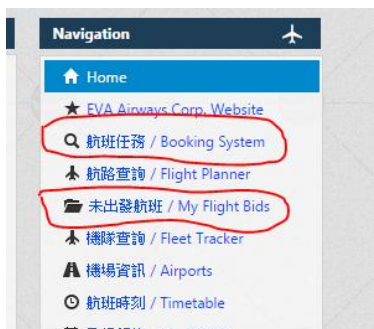 Navigation
Home
EVA Airways Corp. Website
航班任務 / Booking System
航路查詢 / Flight Planner
未出發航班 / My Flight Bids
機隊查詢 / Fleet Tracker
機場資訊 / Airports
航班時刻 / Timetable